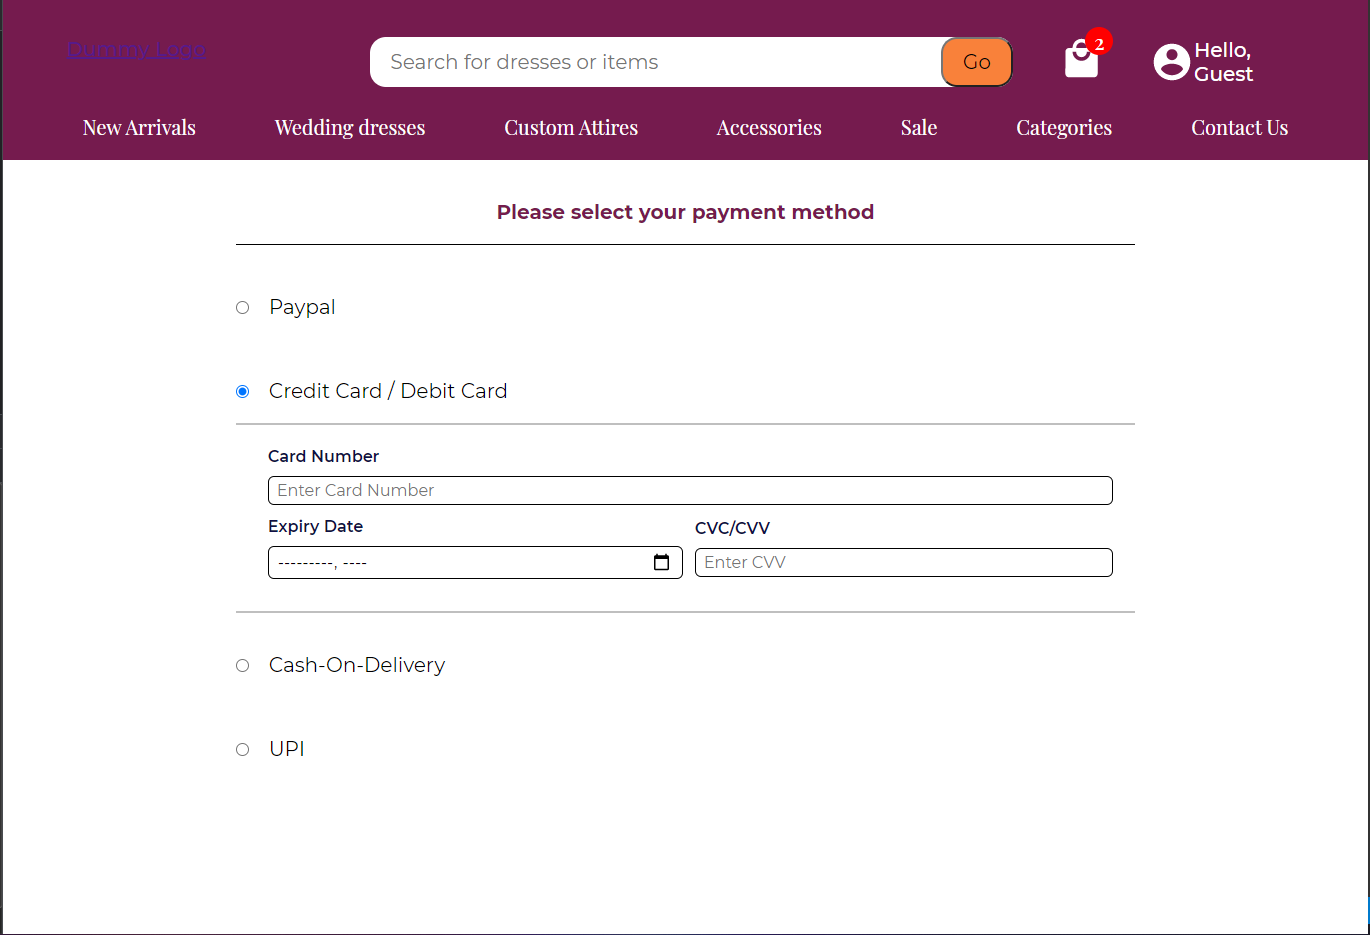 Dummy Logo
Search for dresses or items
Go
2
Hello,
Guest
New Arrivals
Wedding dresses
Custom Attires
Accessories
Sale
Categories
Contact Us
Please select your payment method
Paypal
Credit Card / Debit Card
Card Number
Enter Card Number
Expiry Date
CVC/CVV
---------, ----
Enter CVV
Cash-On-Delivery
UPI